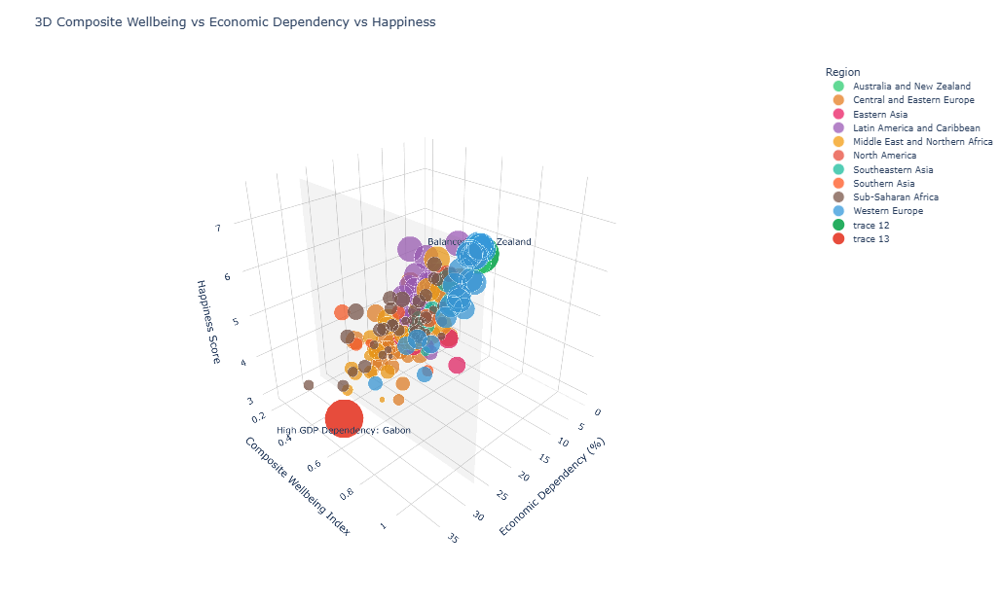 3D Composite Wellbeing vs Economic Dependency vs Happiness
Region
Australia and New Zealand
Central and Eastern Europe
Eastern Asia
Latin America and Caribbean
Middle East and Northern Africa
North America
Southeastern Asia
Southern Asia
Sub-Saharan Africa
Western Europe
trace 12
trace 13
Zealand
High GDP Dependency: Gabon
Happiness Score
7
6
5
4
3
Composite Wellbeing Index
0.2
0.4
0.6
0.8
1
Economic Dependency (%)
0
5
10
15
20
25
30
35